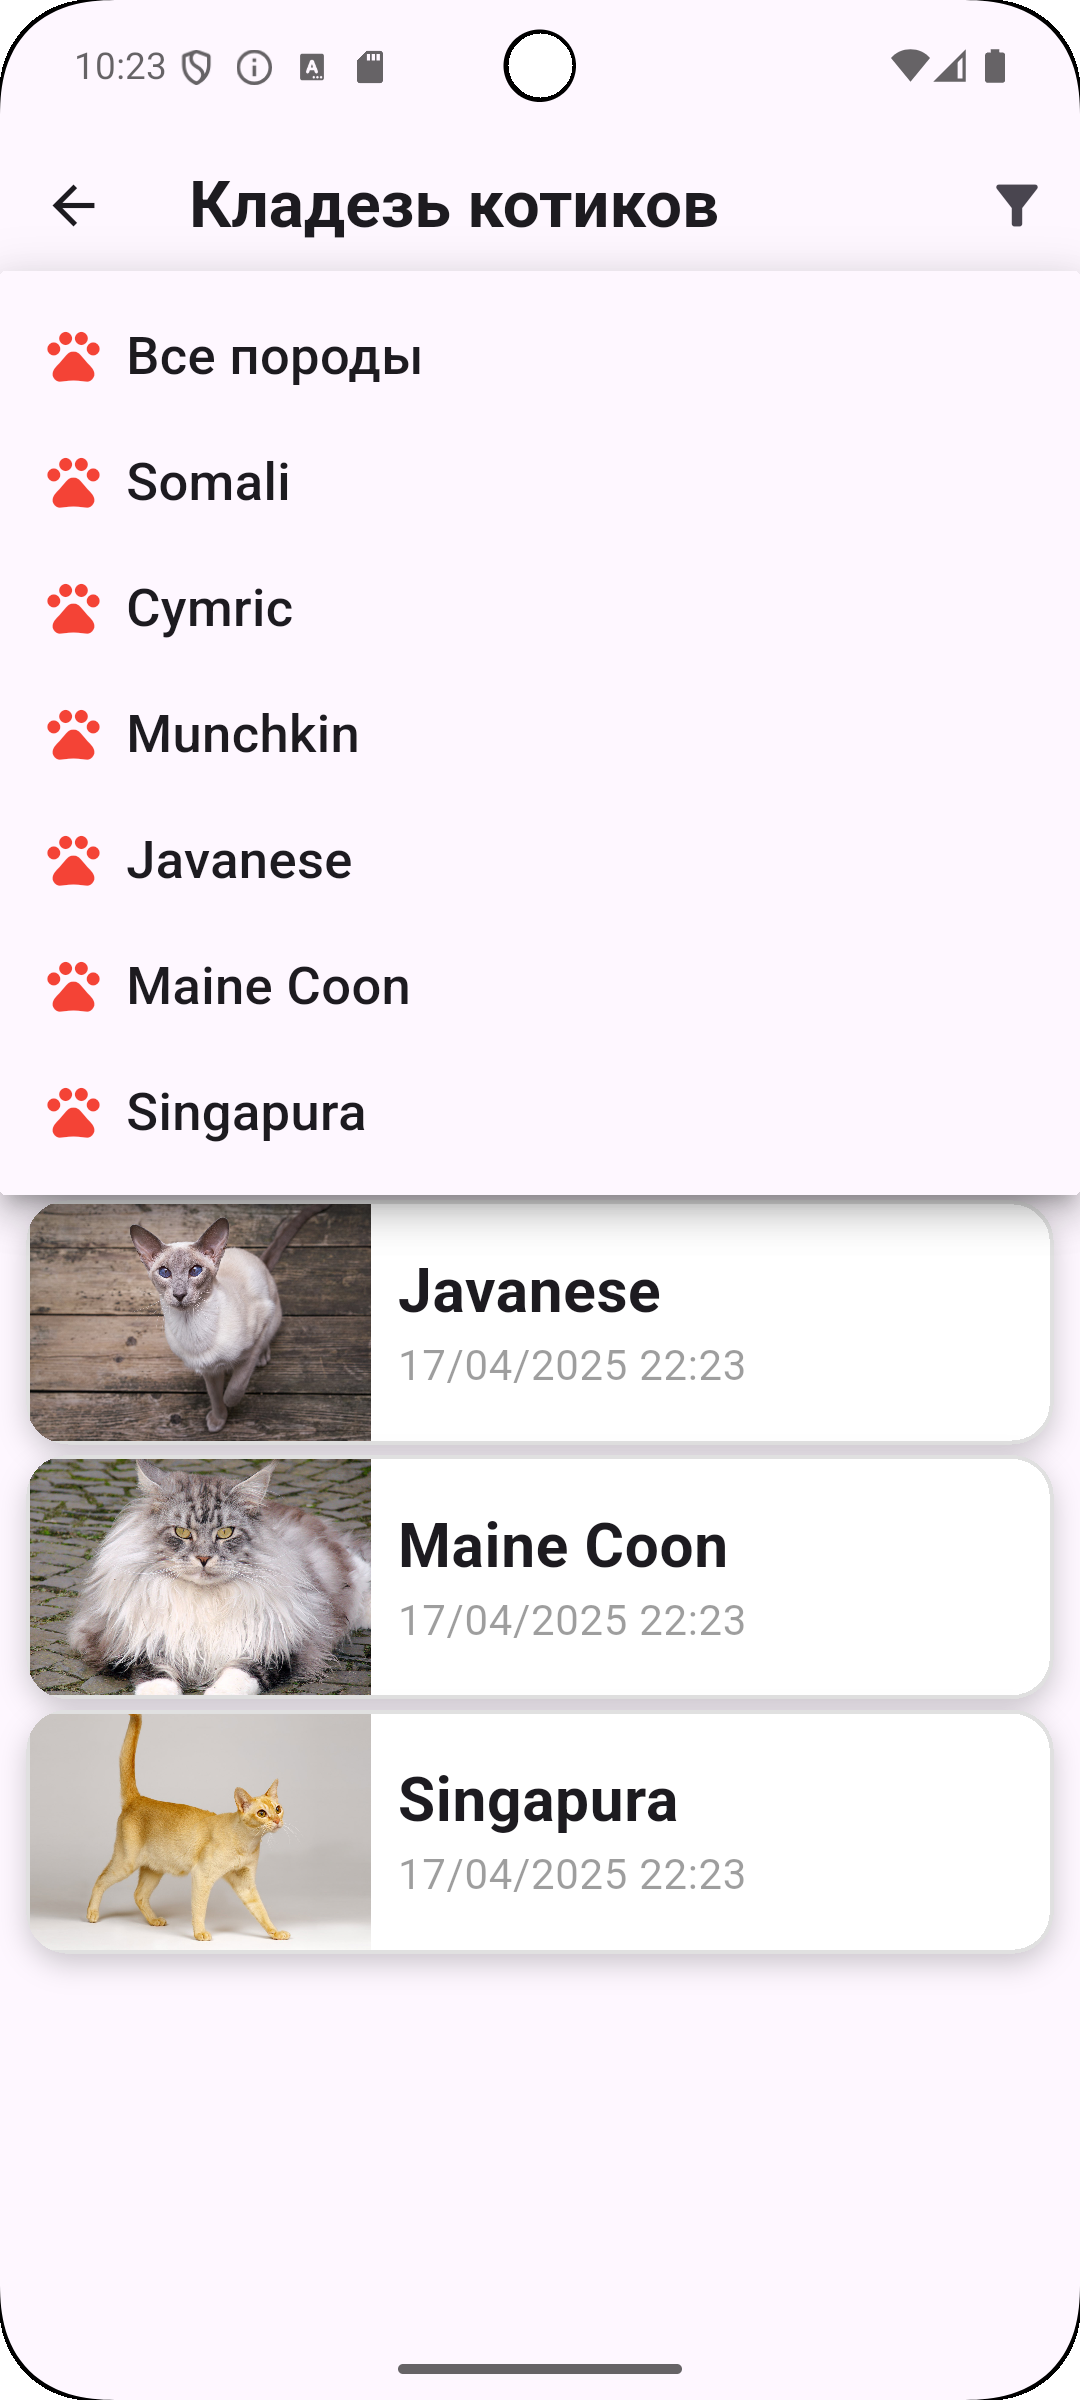 10:23
Кладезь котиков
Все породы
Somali
Cymric
Munchkin
Javanese
Maine Coon
Singapura
Javanese
17/04/2025 22:23
Maine Coon
17/04/2025 22:23
Singapura
17/04/2025 22:23